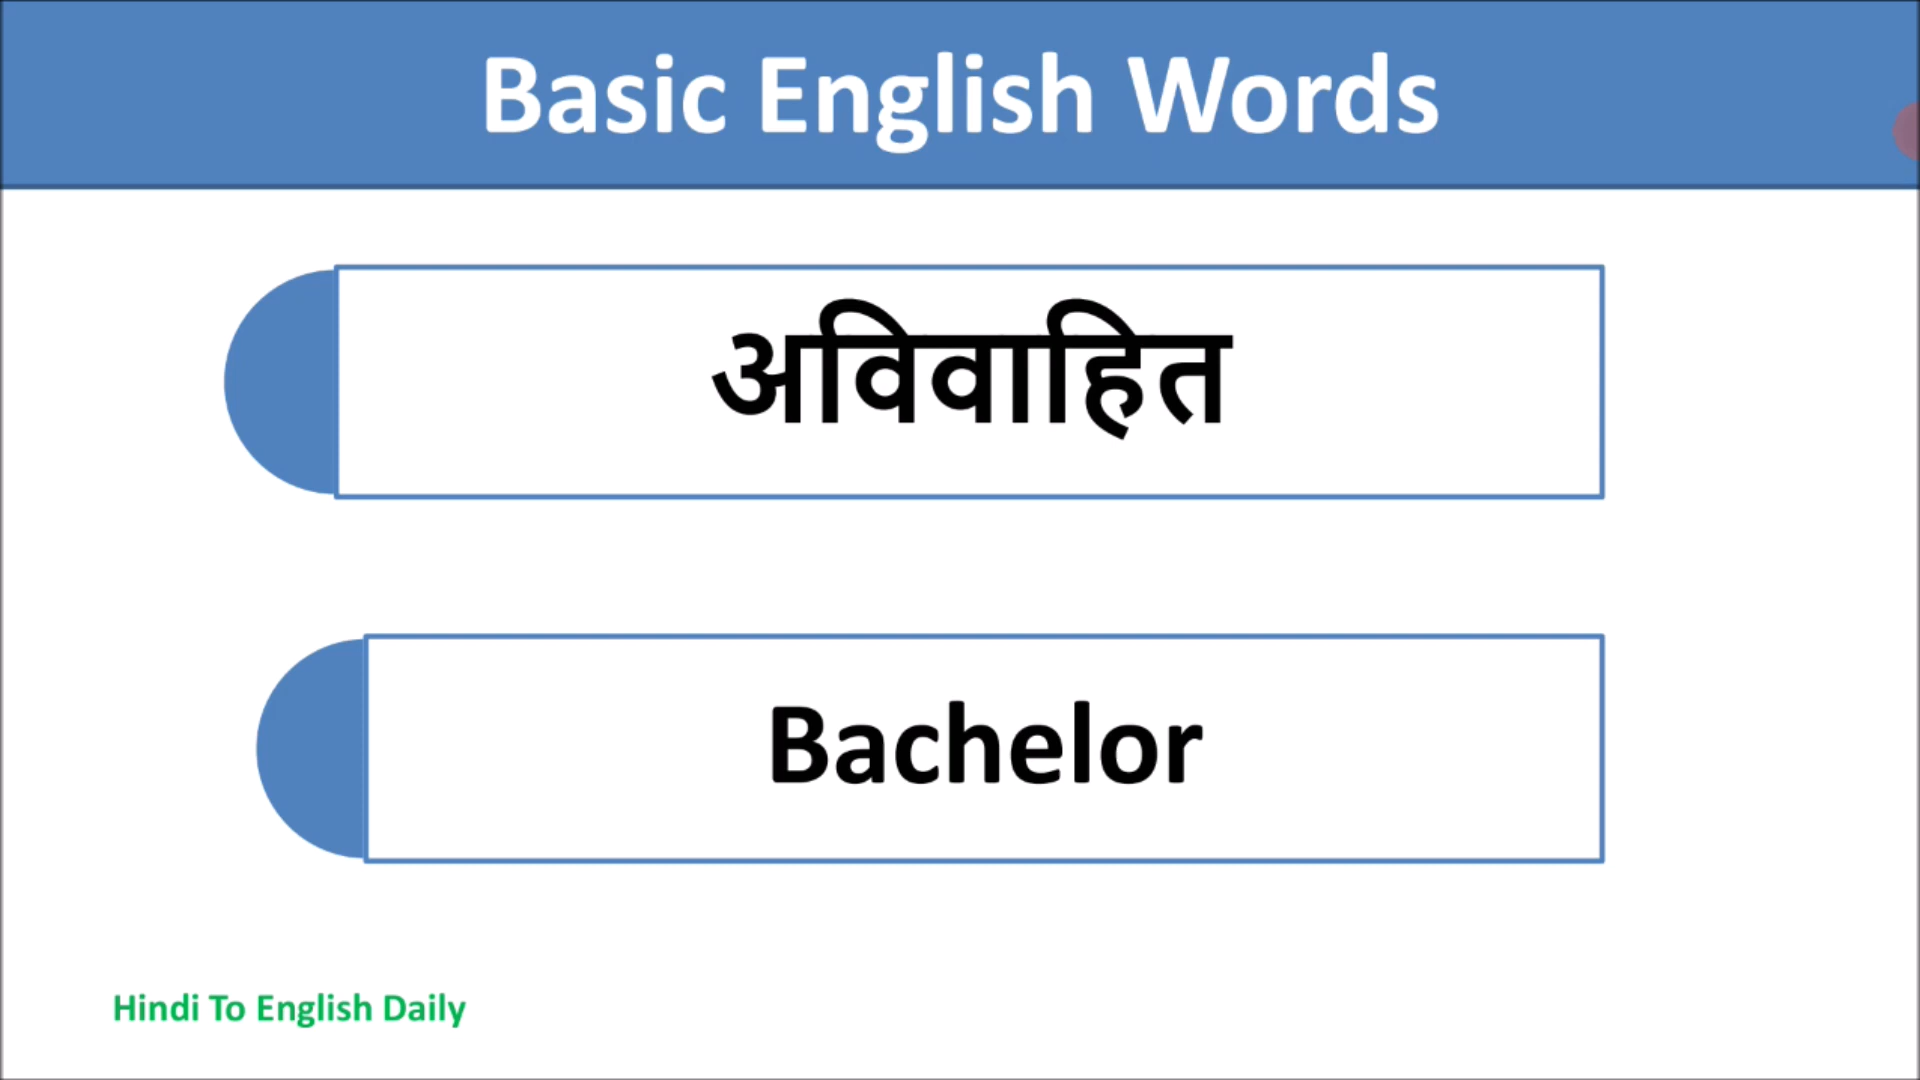 Basic English Words
अविवाहित
Bachelor
Hindi To English Daily